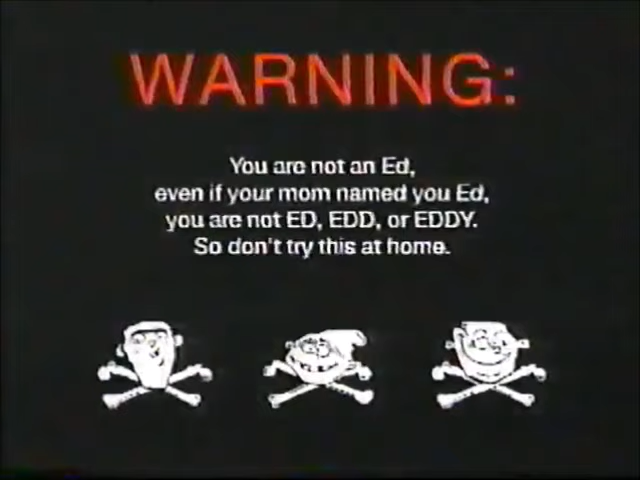 WARNING:
You are not an Ed,
even if your mom named you Ed,
you are not ED, EDD, or EDDY.
So don't try this at home.